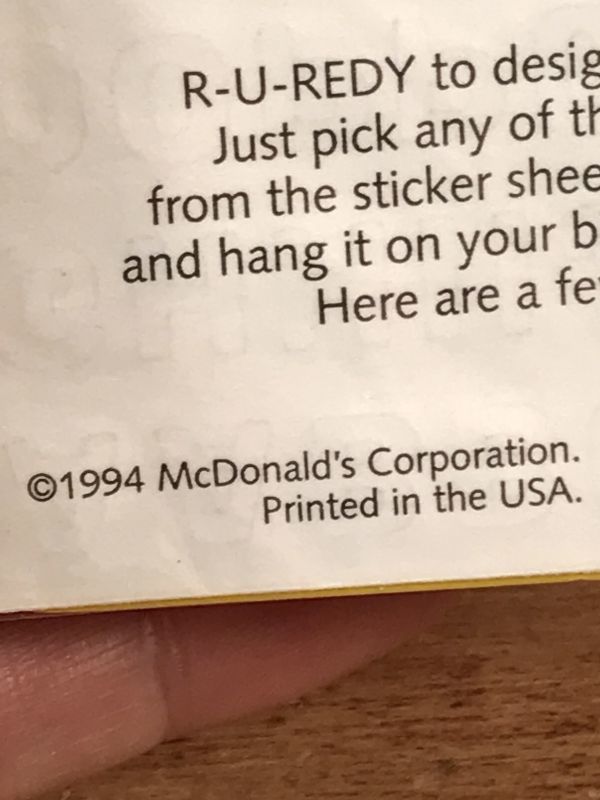 R-U-REDY to desig
Just pick any of th
from the sticker shee
and hang it on your b
Here are a fe
©1994 McDonald's Corporation.
Printed in the USA.